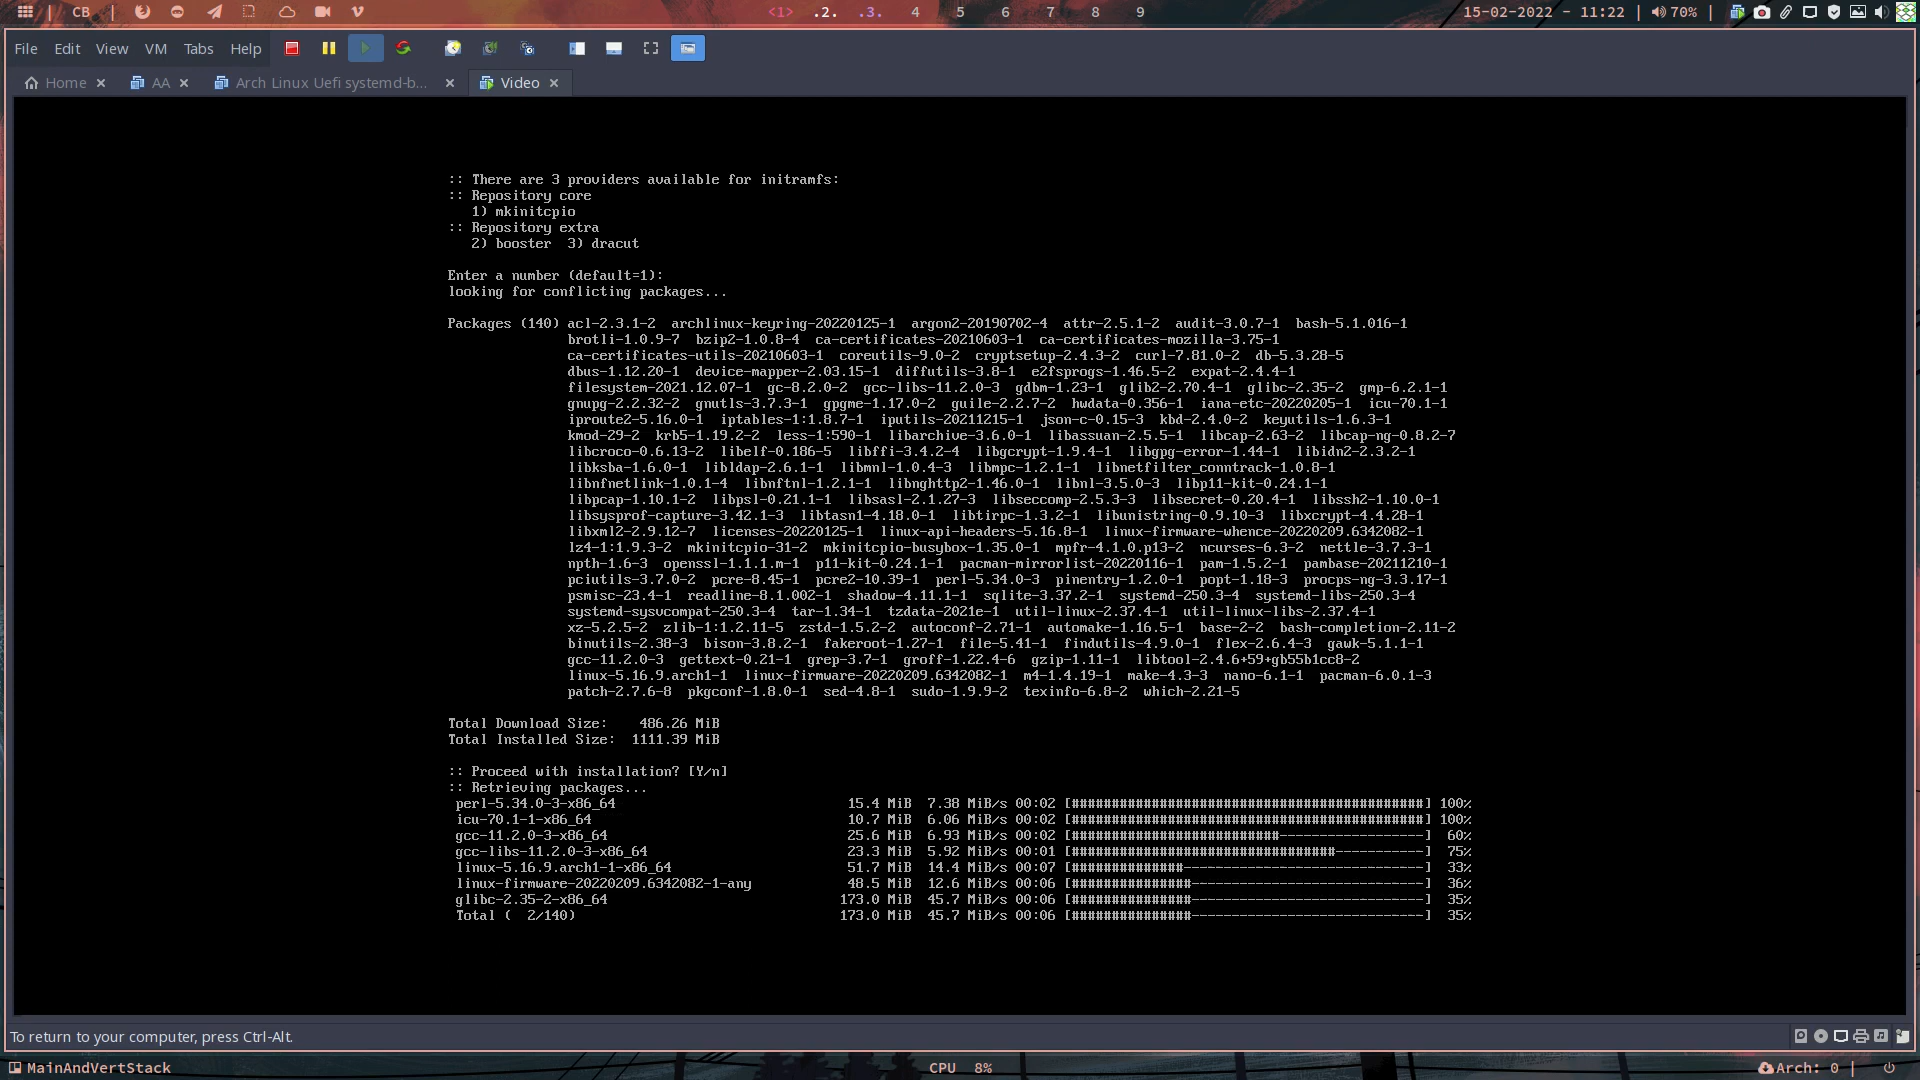 CB <1> .2. .3. 4 5 6 7 8 9 15-02-2022 - 11:22 | 70% |
File Edit View VM Tabs Help
Home AA Arch Linux Uefi systemd-b... Video
:: There are 3 providers available for initramfs:
:: Repository core
1) mkinitcpio
:: Repository extra
2) booster 3) dracut
Enter a number (default=1):
looking for conflicting packages...
Packages (140) acl-2.3.1-2 archlinux-keyring-20220125-1 argon2-20190702-4 attr-2.5.1-2 audit-3.0.7-1 bash-5.1.016-1
brotli-1.0.9-7 bzip2-1.0.8-4 ca-certificates-20210603-1 ca-certificates-mozilla-3.75-1
ca-certificates-utils-20210603-1 coreutils-9.0-2 cryptsetup-2.4.3-2 curl-7.81.0-2 db-5.3.28-5
dbus-1.12.20-1 device-mapper-2.03.15-1 diffutils-3.8-1 e2fsprogs-1.46.5-2 expat-2.4.4-1
filesystem-2021.12.07-1 gc-8.2.0-2 gcc-libs-11.2.0-3 gdbm-1.23-1 glib2-2.70.4-1 glibc-2.35-2 gmp-6.2.1-1
gnupg-2.2.32-2 gnutls-3.7.3-1 gpgme-1.17.0-2 guile-2.2.7-2 hwdata-0.356-1 iana-etc-20220205-1 icu-70.1-1
iproute2-5.16.0-1 iptables-1:1.8.7-1 iputils-20211215-1 json-c-0.15-3 kbd-2.4.0-2 keyutils-1.6.3-1
kmod-29-2 krb5-1.19.2-2 less-1:590-1 libarchive-3.6.0-1 libassuan-2.5.5-1 libcap-2.63-2 libcap-ng-0.8.2-7
libcroco-0.6.13-2 libelf-0.186-5 libffi-3.4.2-4 libgcrypt-1.9.4-1 libgpg-error-1.44-1 libidn2-2.3.2-1
libksba-1.6.0-1 libldap-2.6.1-1 libmnl-1.0.4-3 libmpc-1.2.1-1 libnetfilter_conntrack-1.0.8-1
libnfnetlink-1.0.1-4 libnftnl-1.2.1-1 libnghttp2-1.46.0-1 libnl-3.5.0-3 libp11-kit-0.24.1-1
libpcap-1.10.1-2 libpsl-0.21.1-1 libsasl-2.1.27-3 libseccomp-2.5.3-3 libsecret-0.20.4-1 libssh2-1.10.0-1
libsysprof-capture-3.42.1-3 libtasn1-4.18.0-1 libtirpc-1.3.2-1 libunistring-0.9.10-3 libxcrypt-4.4.28-1
libxml2-2.9.12-7 licenses-20220125-1 linux-api-headers-5.16.8-1 linux-firmware-whence-20220209.6342082-1
lz4-1:1.9.3-2 mkinitcpio-31-2 mkinitcpio-busybox-1.35.0-1 mpfr-4.1.0.p13-2 ncurses-6.3-2 nettle-3.7.3-1
npth-1.6-3 openssl-1.1.1.m-1 p11-kit-0.24.1-1 pacman-mirrorlist-20220116-1 pam-1.5.2-1 pambase-20211210-1
pciutils-3.7.0-2 pcre-8.45-1 pcre2-10.39-1 perl-5.34.0-3 pinentry-1.2.0-1 popt-1.18-3 procps-ng-3.3.17-1
psmisc-23.4-1 readline-8.1.002-1 shadow-4.11.1-1 sqlite-3.37.2-1 systemd-250.3-4 systemd-libs-250.3-4
systemd-sysvcompat-250.3-4 tar-1.34-1 tzdata-2021e-1 util-linux-2.37.4-1 util-linux-libs-2.37.4-1
xz-5.2.5-2 zlib-1:1.2.11-5 zstd-1.5.2-2 autoconf-2.71-1 automake-1.16.5-1 base-2-2 bash-completion-2.11-2
binutils-2.38-3 bison-3.8.2-1 fakeroot-1.27-1 file-5.41-1 findutils-4.9.0-1 flex-2.6.4-3 gawk-5.1.1-1
gcc-11.2.0-3 gettext-0.21-1 grep-3.7-1 groff-1.22.4-6 gzip-1.11-1 libtool-2.4.6+59+gb55b1cc8-2
linux-5.16.9.arch1-1 linux-firmware-20220209.6342082-1 m4-1.4.19-1 make-4.3-3 nano-6.1-1 pacman-6.0.1-3
patch-2.7.6-8 pkgconf-1.8.0-1 sed-4.8-1 sudo-1.9.9-2 texinfo-6.8-2 which-2.21-5
Total Download Size: 486.26 MiB
Total Installed Size: 1111.39 MiB
:: Proceed with installation? [Y/n]
:: Retrieving packages...
perl-5.34.0-3-x86_64 15.4 MiB 7.38 MiB/s 00:02 [############################################] 100%
icu-70.1-1-x86_64 10.7 MiB 6.06 MiB/s 00:02 [############################################] 100%
gcc-11.2.0-3-x86_64 25.6 MiB 6.93 MiB/s 00:02 [##########################------------------] 60%
gcc-libs-11.2.0-3-x86_64 23.3 MiB 5.92 MiB/s 00:01 [#################################-----------] 75%
linux-5.16.9.arch1-1-x86_64 51.7 MiB 14.4 MiB/s 00:07 [##############------------------------------] 33%
linux-firmware-20220209.6342082-1-any 48.5 MiB 12.6 MiB/s 00:06 [###############-----------------------------] 36%
glibc-2.35-2-x86_64 173.0 MiB 45.7 MiB/s 00:06 [###############-----------------------------] 35%
Total ( 2/140) 173.0 MiB 45.7 MiB/s 00:06 [###############-----------------------------] 35%
To return to your computer, press Ctrl-Alt.
MainAndVertStack CPU 8% Arch: 0 |